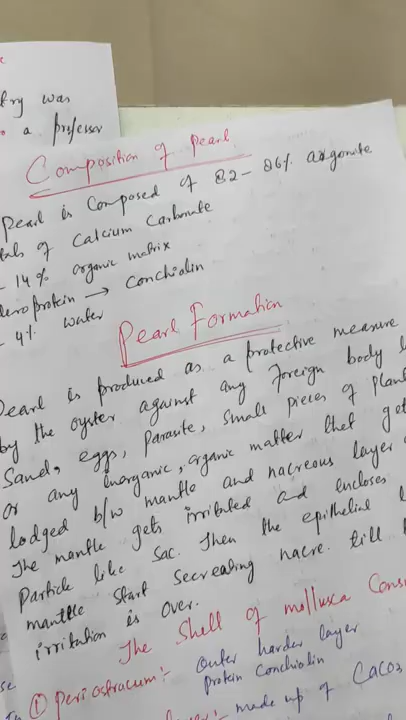 try was
a professor
Composition of Pearl
Pearl is composed of 82-86% argonite
of Calcium Carbonate
- 14% organic matrix
protein → Conchiolin
- 4% water
Pearl Formation
Pearl is produced as a protective measure
by the oyster against any foreign body
Sand, eggs, Parasite, small pieces of plant
or any inorganic, organic matter that got
lodged b/w mantle and nacreous layer
The mantle gets irritated and encloses
Particle like sac. Then the epithelial
mantle start secreating nacre till
irritation is over.
The Shell of mollusca
① Periostracum:- outer harder layer
protein conchiolin
made up of CaCO3